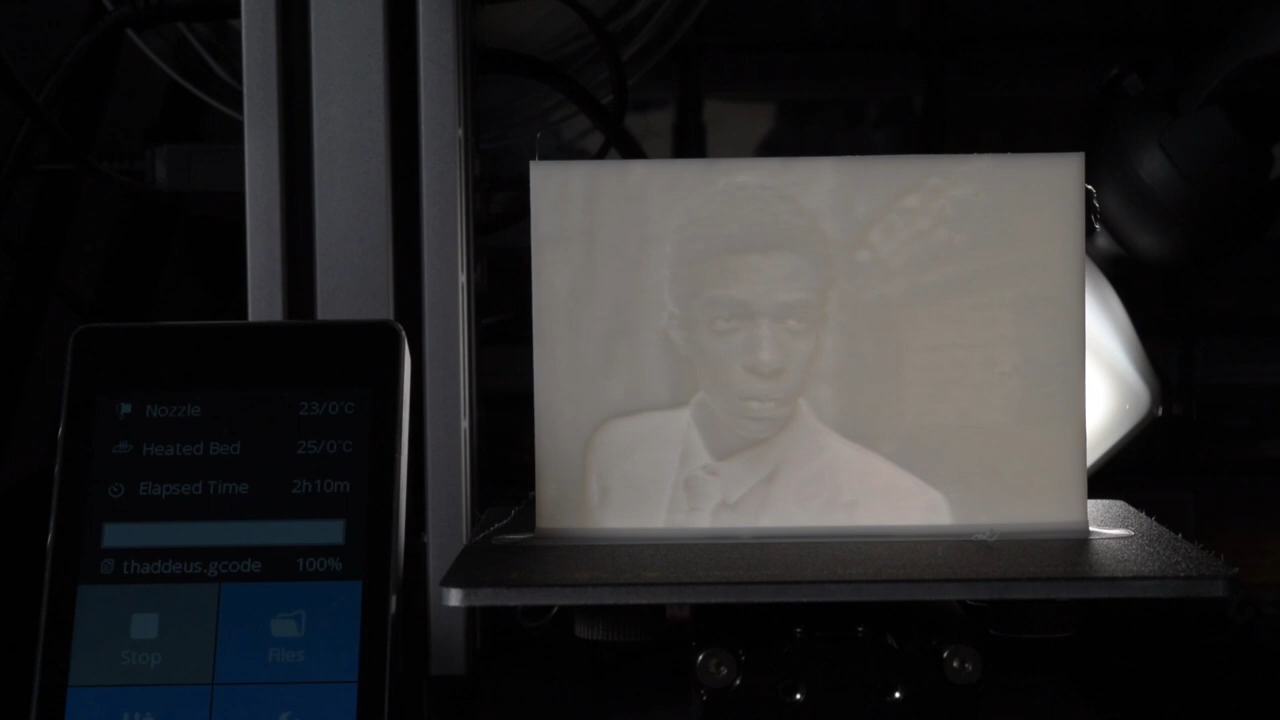 Nozzle 23/0°C
Heated Bed 25/0°C
Elapsed Time 2h10m
thaddeus.gcode 100%
Stop Files